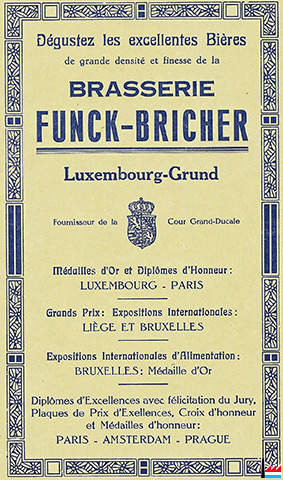 Dégustez les excellentes Bières
de grande densité et finesse de la
BRASSERIE
FUNCK-BRICHER
Luxembourg-Grund
Fournisseur de la Cour Grand-Ducale
Médailles d'Or et Diplômes d'Honneur:
LUXEMBOURG - PARIS
Grands Prix: Expositions Internationales:
LIÈGE ET BRUXELLES
Expositions Internationales d'Alimentation:
BRUXELLES: Médaille d'Or
Diplômes d'Excellences avec félicitation du Jury,
Plaques de Prix d'Exellences, Croix d'honneur
et Médailles d'honneur:
PARIS - AMSTERDAM - PRAGUE